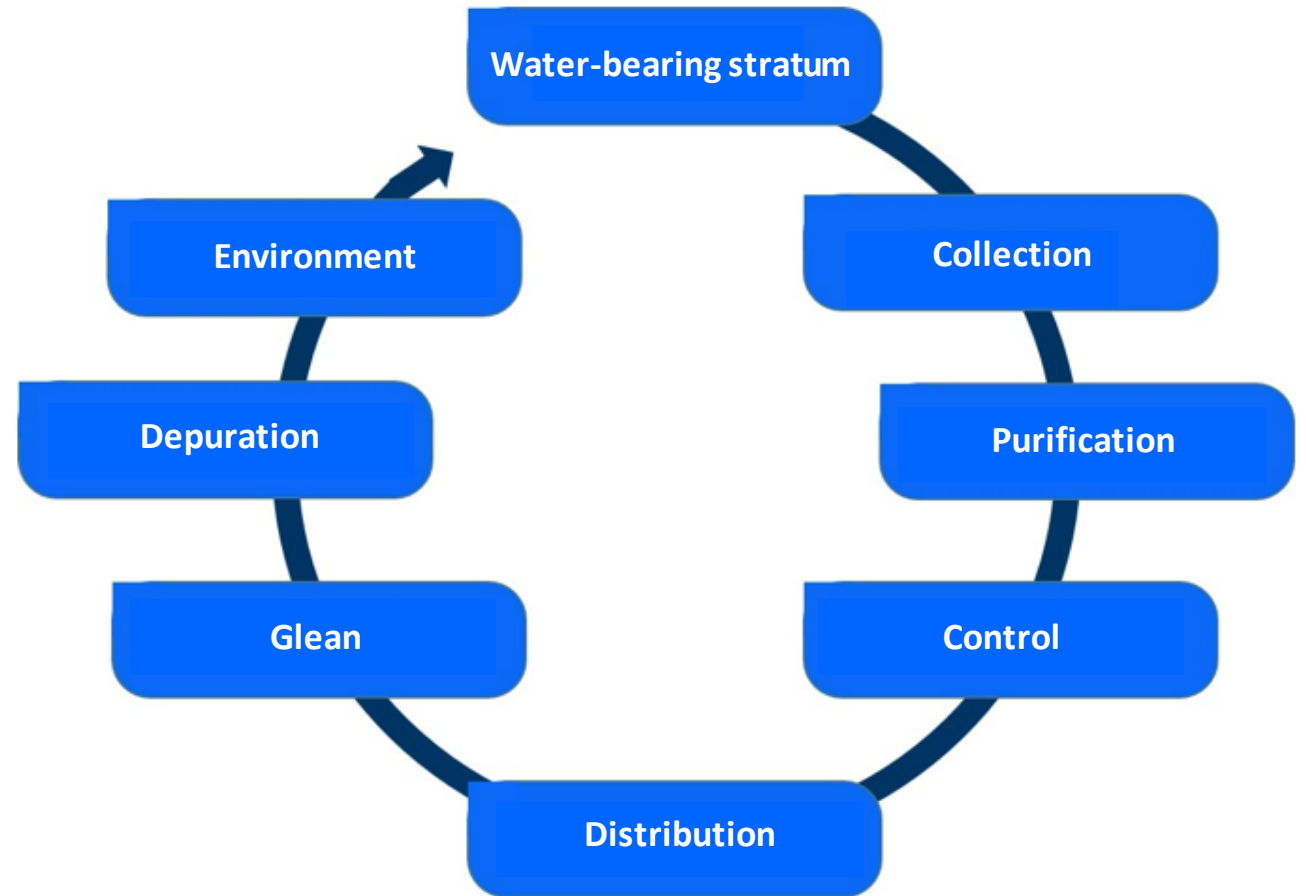 Water-bearing stratum
Collection
Purification
Control
Distribution
Glean
Depuration
Environment